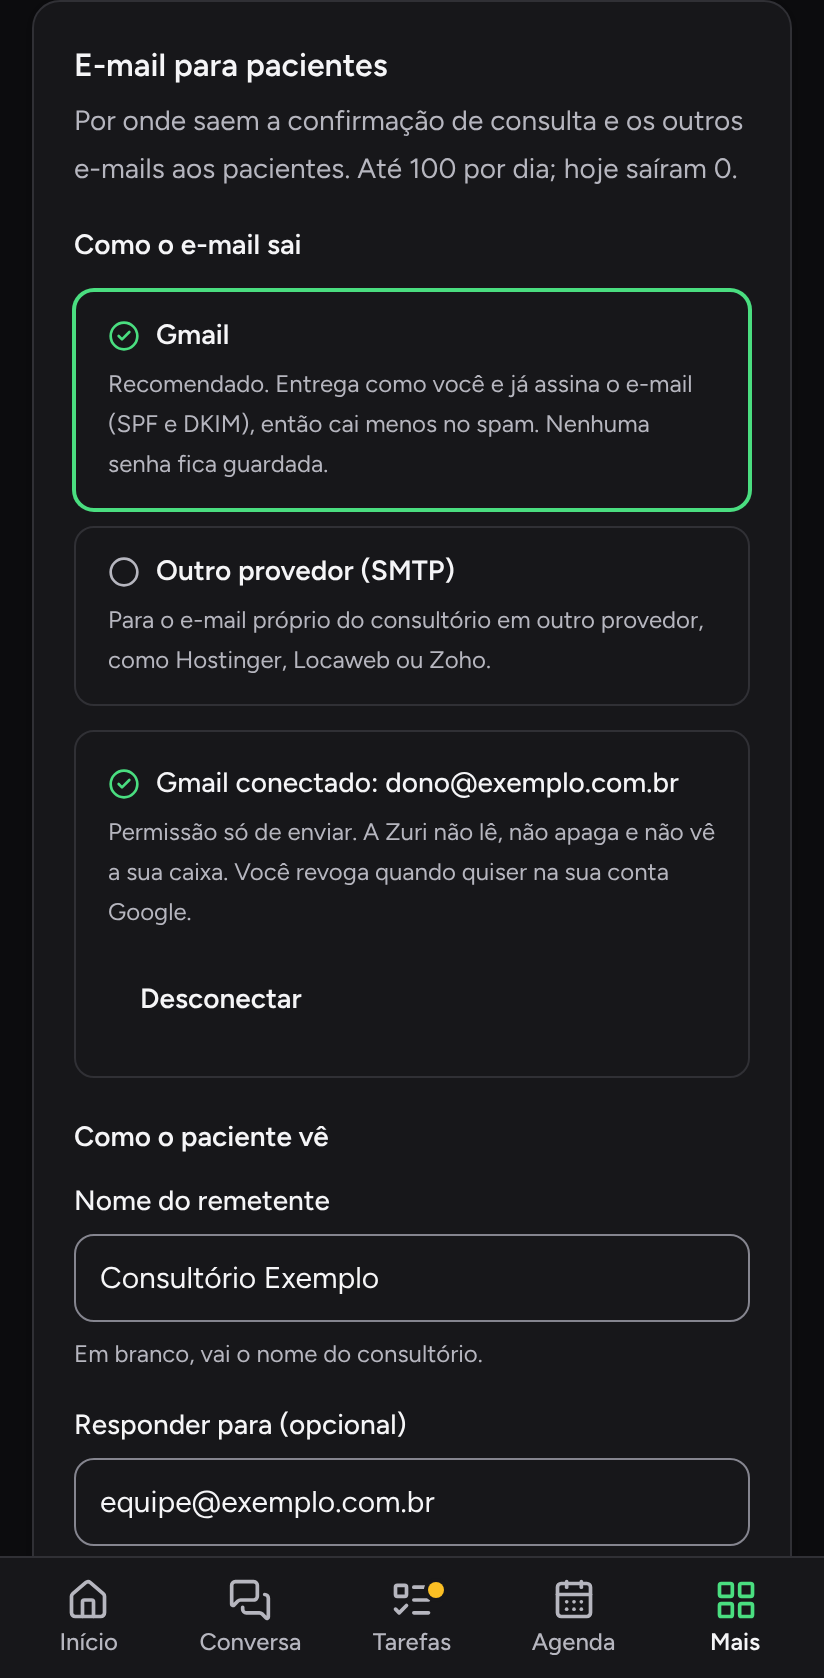 E-mail para pacientes
Por onde saem a confirmação de consulta e os outros
e-mails aos pacientes. Até 100 por dia; hoje saíram 0.
Como o e-mail sai
Gmail
Recomendado. Entrega como você e já assina o e-mail
(SPF e DKIM), então cai menos no spam. Nenhuma
senha fica guardada.
Outro provedor (SMTP)
Para o e-mail próprio do consultório em outro provedor,
como Hostinger, Locaweb ou Zoho.
Gmail conectado: dono@exemplo.com.br
Permissão só de enviar. A Zuri não lê, não apaga e não vê
a sua caixa. Você revoga quando quiser na sua conta
Google.
Desconectar
Como o paciente vê
Nome do remetente
Consultório Exemplo
Em branco, vai o nome do consultório.
Responder para (opcional)
equipe@exemplo.com.br
Início
Conversa
Tarefas
Agenda
Mais